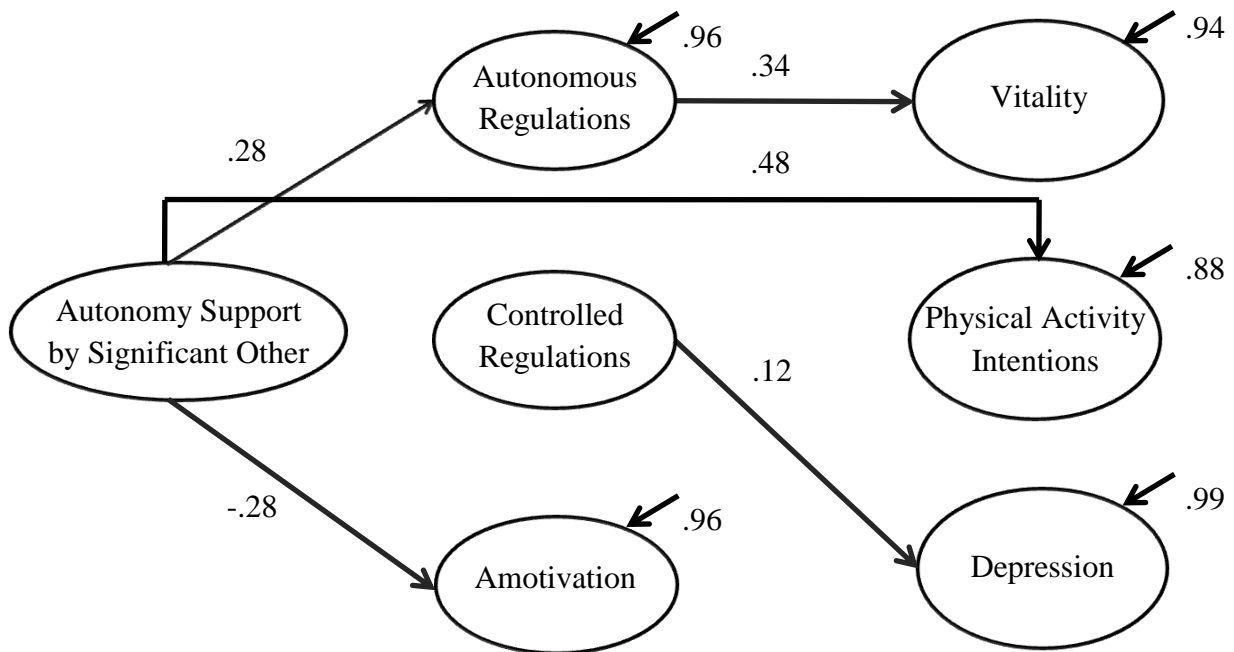 .96
.94
Autonomous
Regulations
.34
Vitality
.28
.48
Autonomy Support
by Significant Other
Controlled
Regulations
Physical Activity
Intentions
.88
.12
-.28
.96
Amotivation
Depression
.99